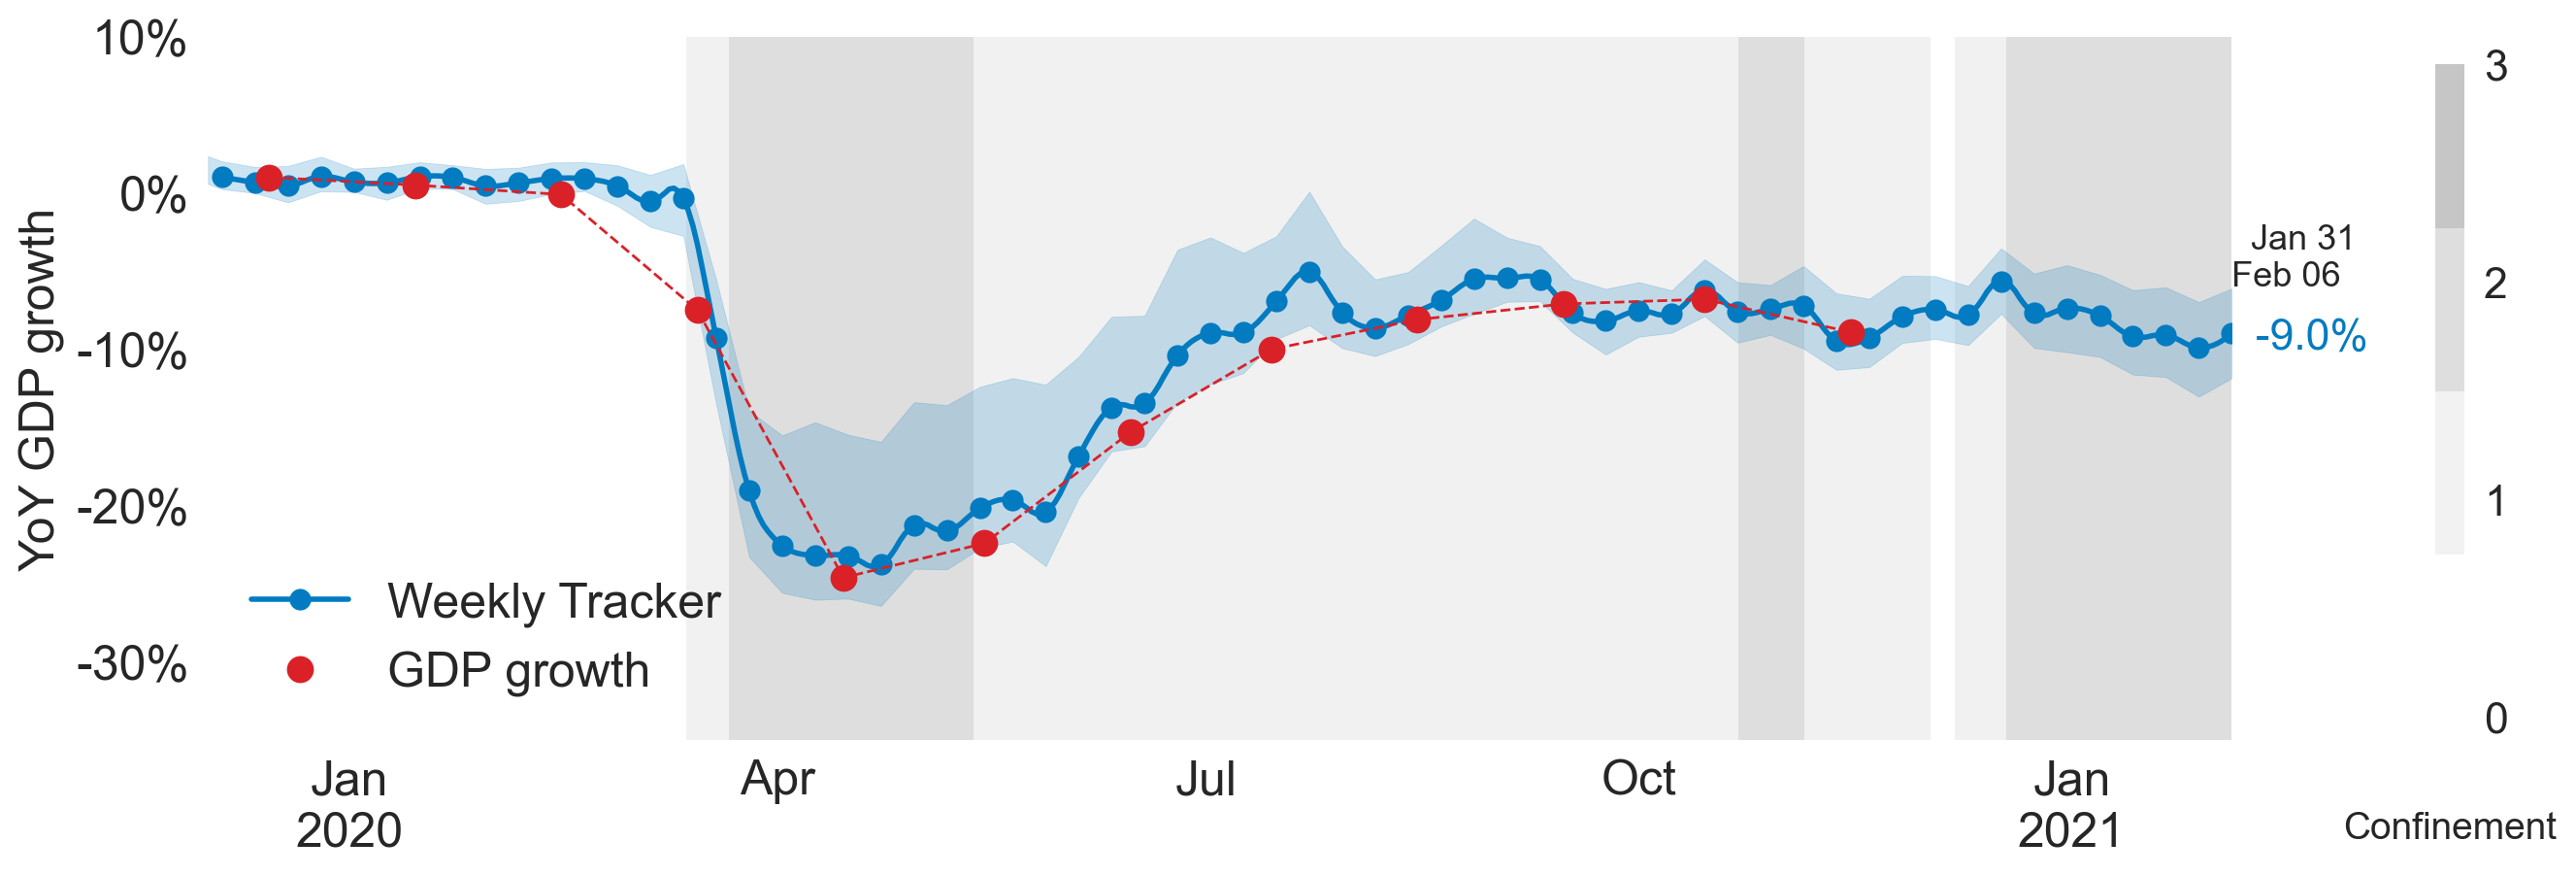 10%
0%
-10%
-20%
-30%
YoY GDP growth
Weekly Tracker
GDP growth
Jan
2020
Apr
Jul
Oct
Jan
2021
Jan 31
Feb 06
-9.0%
3
2
1
0
Confinement